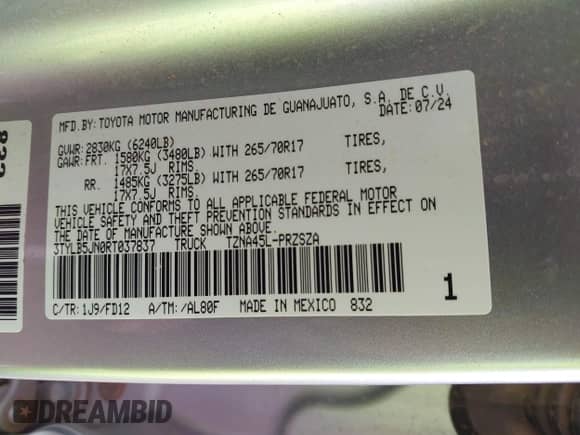 MFD.BY: TOYOTA MOTOR MANUFACTURING DE GUANAJUATO, S.A. DE C.V.
DATE: 07/24
GVWR: 2830KG (6240LB)
GAWR: FRT. 1580KG (3480LB) WITH 265/70R17 TIRES,
17X7.5J RIMS.
RR. 1485KG (3275LB) WITH 265/70R17 TIRES,
17X7.5J RIMS.
THIS VEHICLE CONFORMS TO ALL APPLICABLE FEDERAL MOTOR
VEHICLE SAFETY AND THEFT PREVENTION STANDARDS IN EFFECT ON
THE DATE OF MANUFACTURE SHOWN ABOVE.
3TYLB5JN0RT037837 TRUCK TZNA45L-PRZSZA
C/TR: 1J9/FD12 A/TM: /AL80F MADE IN MEXICO 832
1
DREAMBID